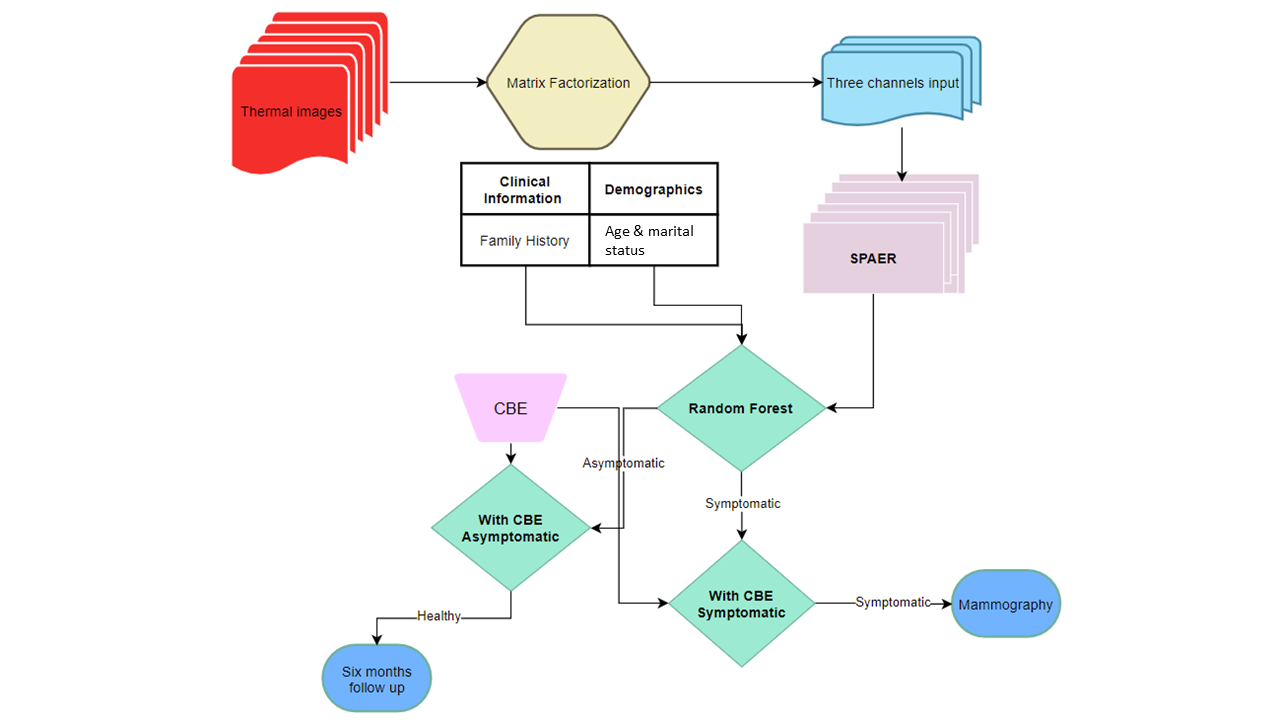 Thermal images
Matrix Factorization
Three channels input
Clinical
Information
Demographics
Family History
Age & marital
status
SPAER
CBE
Random Forest
Asymptomatic
Symptomatic
With CBE
Asymptomatic
With CBE
Symptomatic
Symptomatic
Mammography
Healthy
Six months
follow up